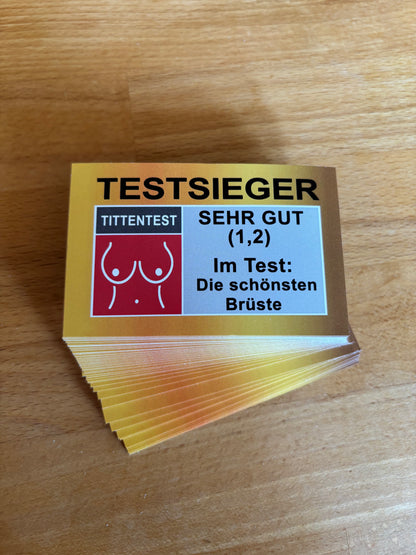 TESTSIEGER
TITTENTEST
SEHR GUT
(1,2)
Im Test:
Die schönsten
Brüste